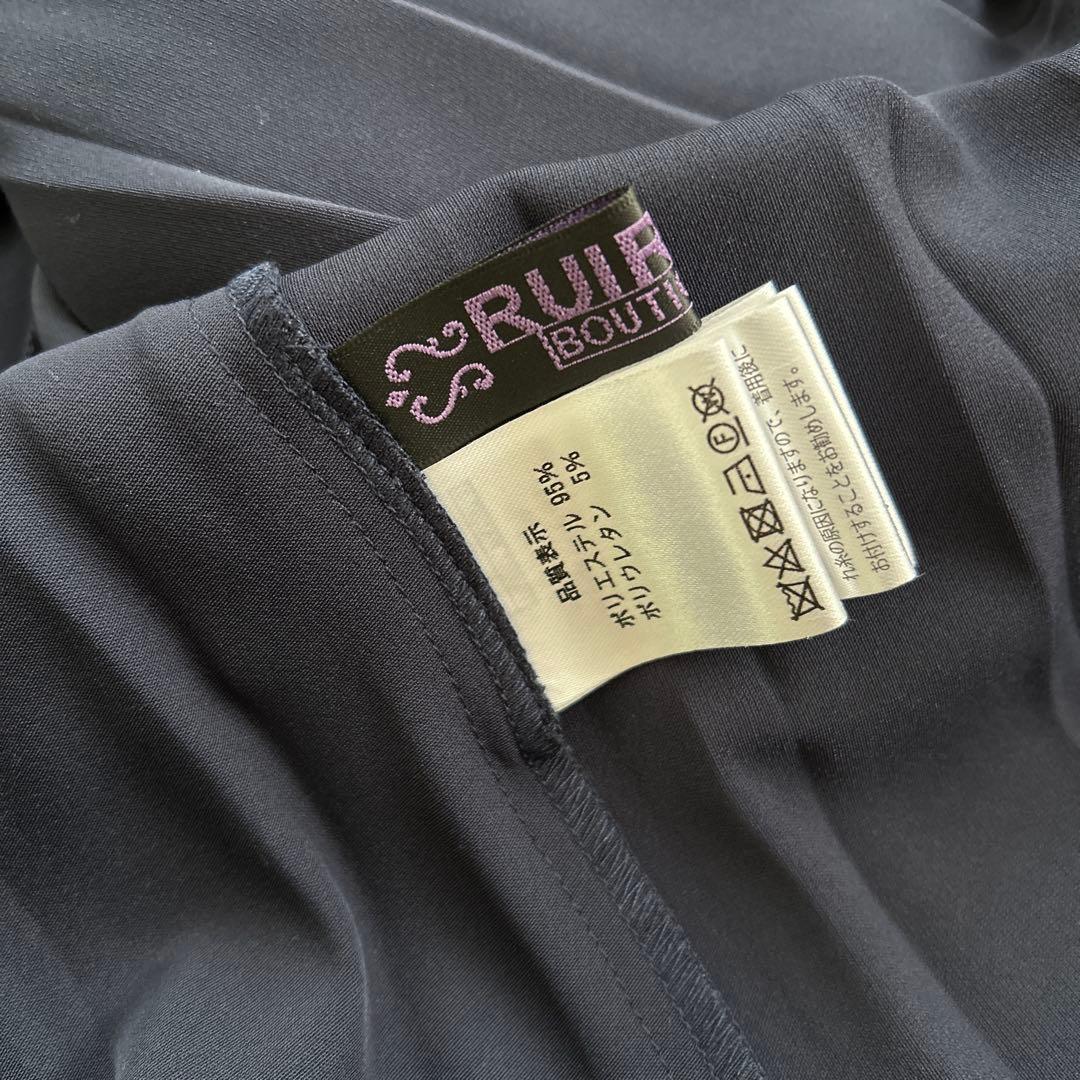 RUIR
BOUTI
品質表示
ポリエステル 95%
ポリウレタン 5%
F
W
れ糸の原因になりますので、着用後に
お付けすることをお勧めします。